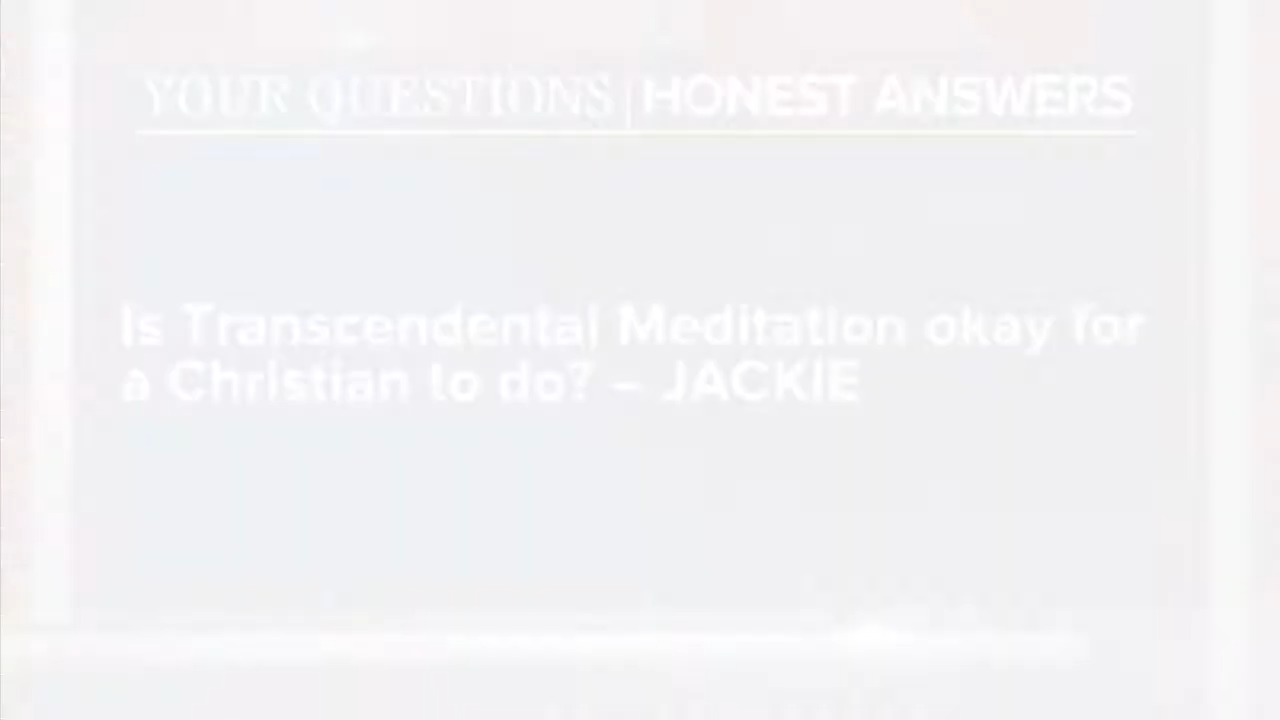 YOUR QUESTIONS | HONEST ANSWERS
Is Transcendental Meditation okay for
a Christian to do? – JACKIE